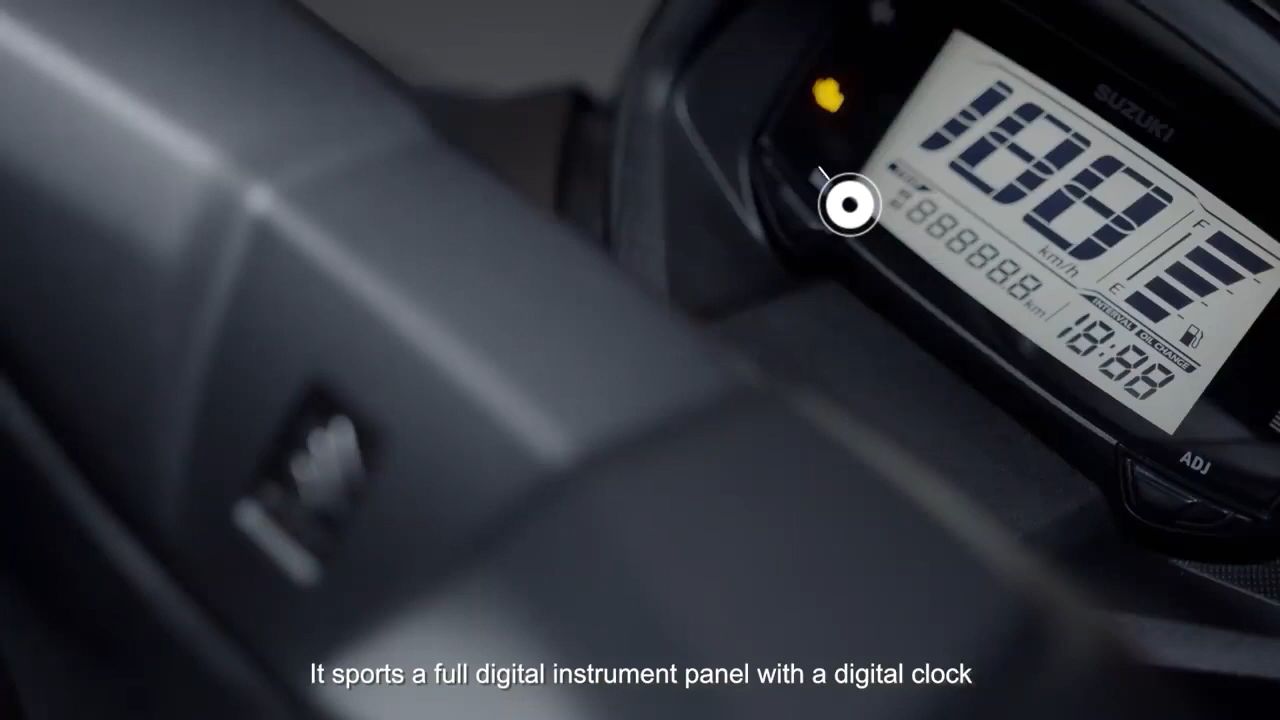 SUZUKI
188
km/h
F
E
888888
km
INTERVAL OIL CHANGE
18:88
ADJ
It sports a full digital instrument panel with a digital clock